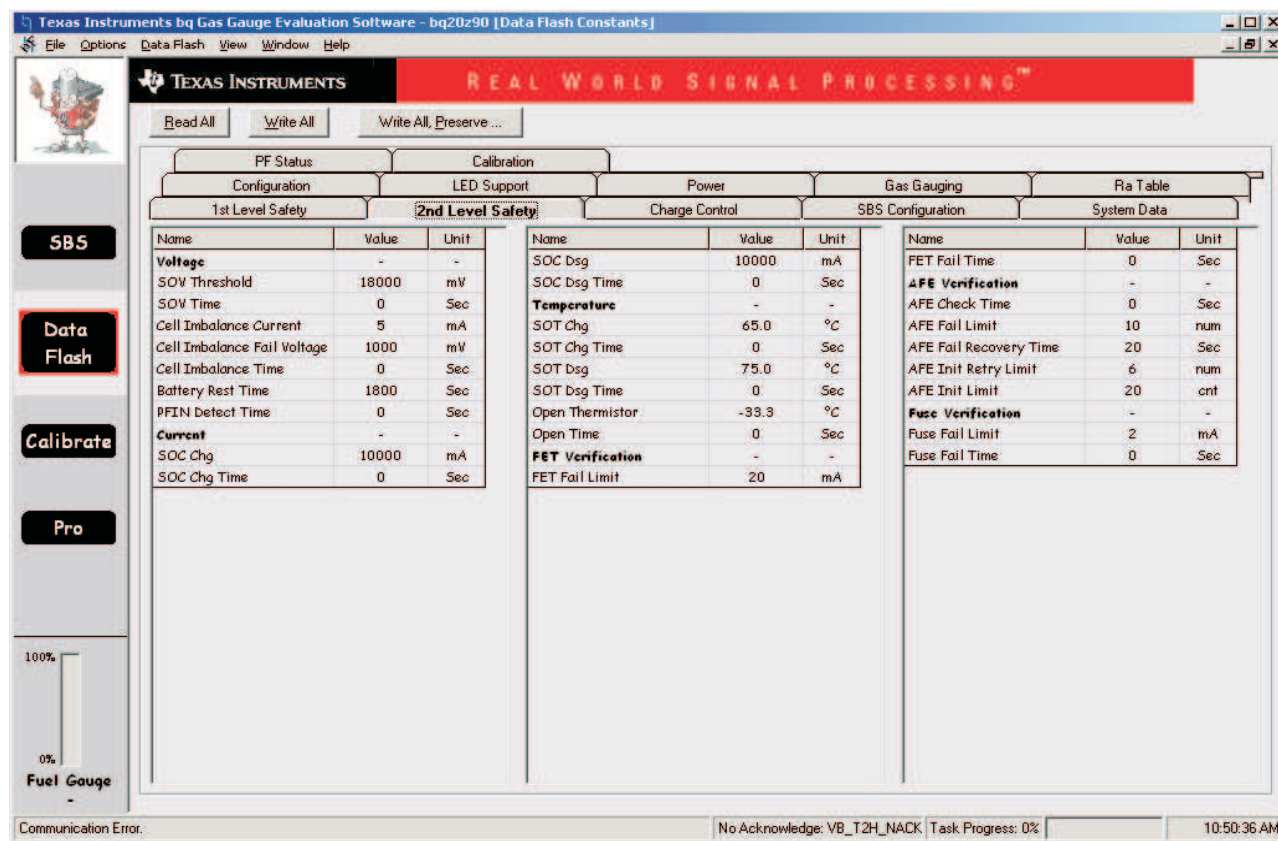 Texas Instruments bq Gas Gauge Evaluation Software - bq20z90 [Data Flash Constants]
File Options Data Flash View Window Help
TEXAS INSTRUMENTS
REAL WORLD SIGNAL PROCESSING™
Read All Write All Write All, Preserve ...
PF Status Calibration
Configuration LED Support Power Gas Gauging Ra Table
1st Level Safety 2nd Level Safety Charge Control SBS Configuration System Data
SBS
Data
Flash
Calibrate
Pro
100%
0%
Fuel Gauge
-
Name Value Unit
Voltage - -
SOV Threshold 18000 mV
SOV Time 0 Sec
Cell Imbalance Current 5 mA
Cell Imbalance Fail Voltage 1000 mV
Cell Imbalance Time 0 Sec
Battery Rest Time 1800 Sec
PFIN Detect Time 0 Sec
Current - -
SOC Chg 10000 mA
SOC Chg Time 0 Sec
Name Value Unit
SOC Dsg 10000 mA
SOC Dsg Time 0 Sec
Temperature - -
SOT Chg 65.0 °C
SOT Chg Time 0 Sec
SOT Dsg 75.0 °C
SOT Dsg Time 0 Sec
Open Thermistor -33.3 °C
Open Time 0 Sec
FET Verification - -
FET Fail Limit 20 mA
Name Value Unit
FET Fail Time 0 Sec
AFE Verification - -
AFE Check Time 0 Sec
AFE Fail Limit 10 num
AFE Fail Recovery Time 20 Sec
AFE Init Retry Limit 6 num
AFE Init Limit 20 cnt
Fuse Verification - -
Fuse Fail Limit 2 mA
Fuse Fail Time 0 Sec
Communication Error. No Acknowledge: VB_T2H_NACK Task Progress: 0% 10:50:36 AM